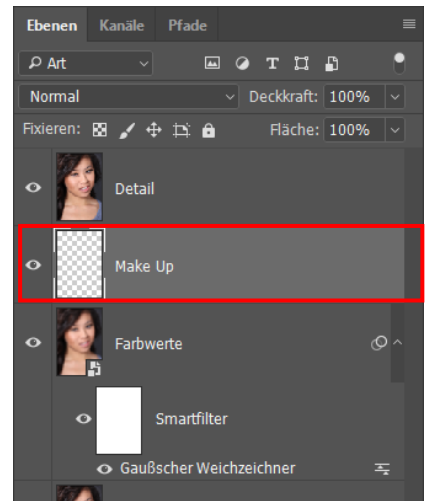 Ebenen Kanäle Pfade
Art
Normal Deckkraft: 100%
Fixieren: Fläche: 100%
Detail
Make Up
Farbwerte
Smartfilter
Gaußscher Weichzeichner